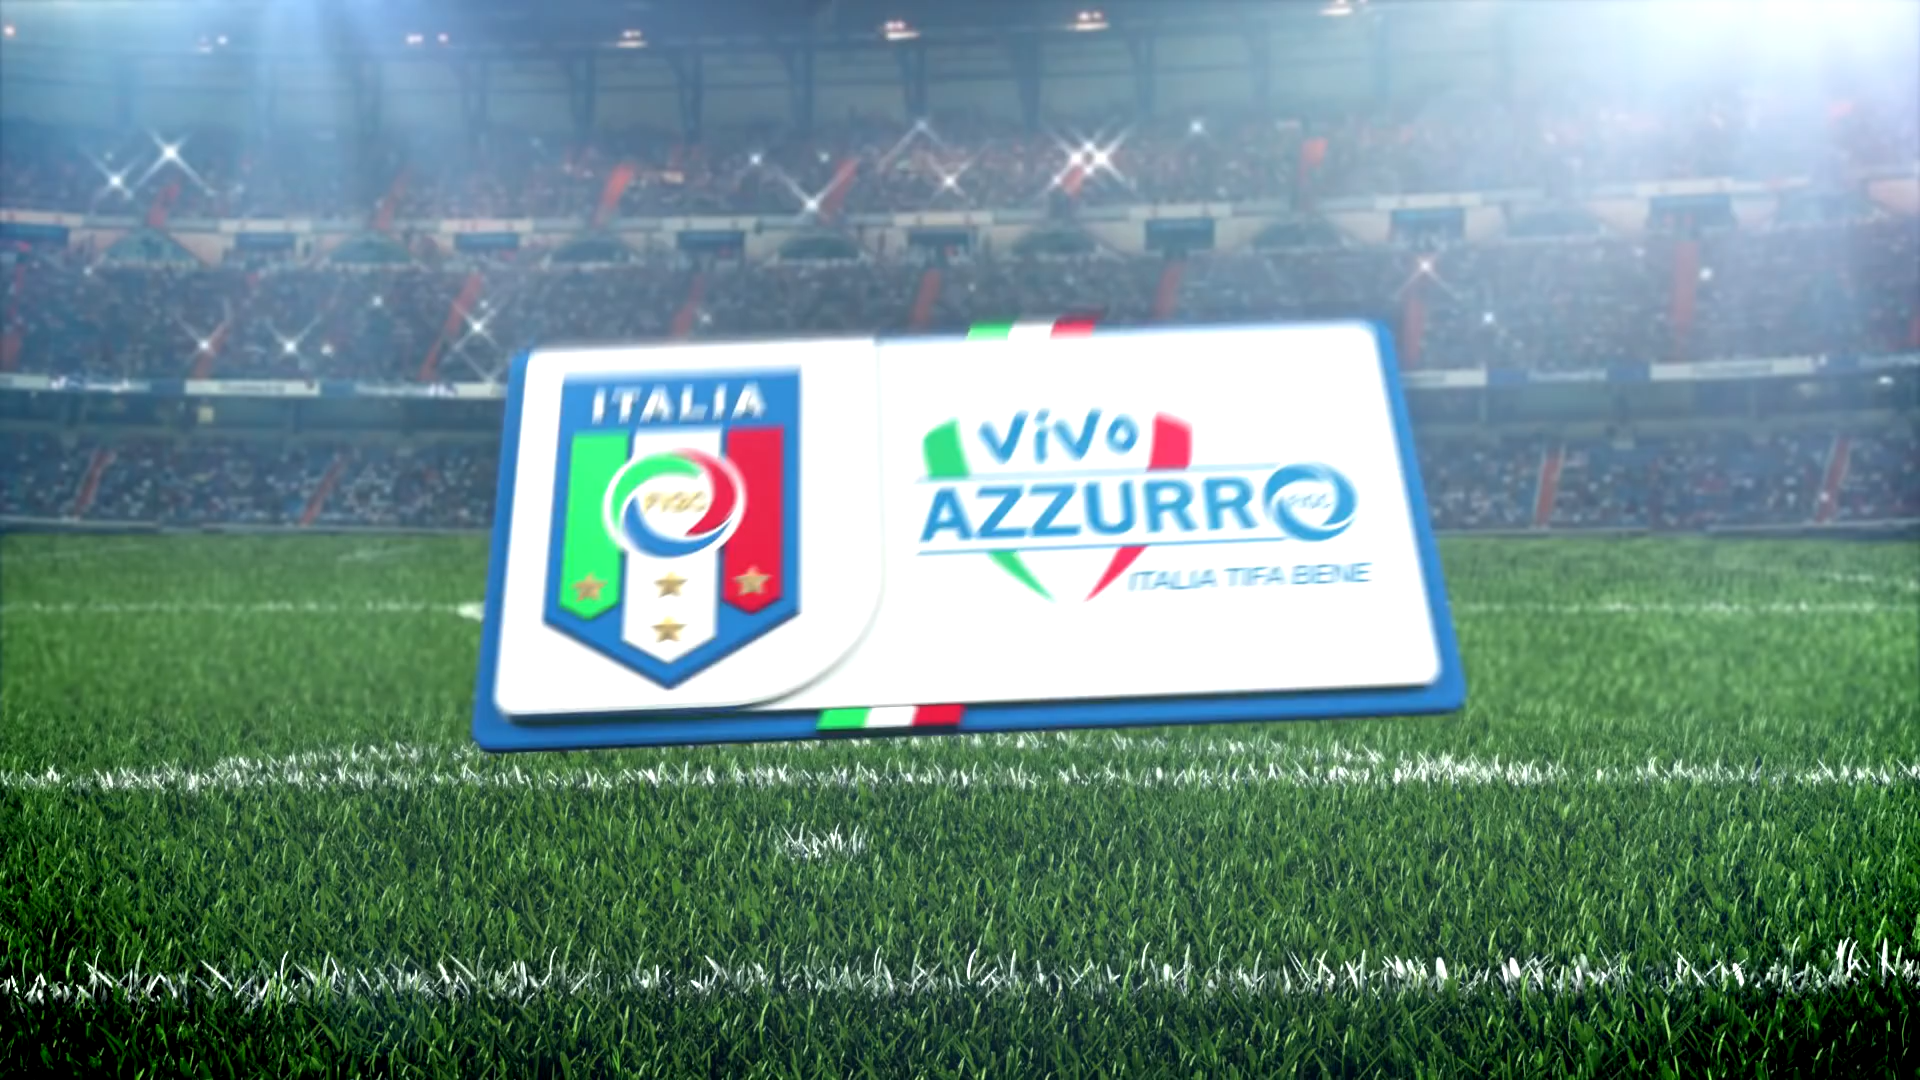 ITALIA
FIGC
ViVo
AZZURRO
FIGC
ITALIA TIFA BENE